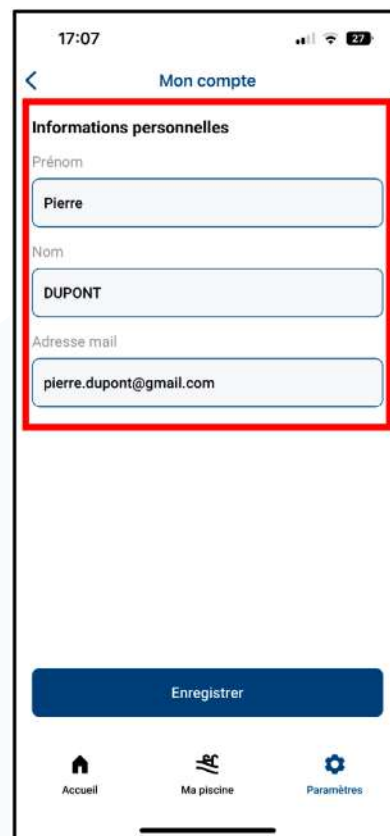 17:07
27
Mon compte
Informations personnelles
Prénom
Pierre
Nom
DUPONT
Adresse mail
pierre.dupont@gmail.com
Enregistrer
Accueil
Ma piscine
Paramètres